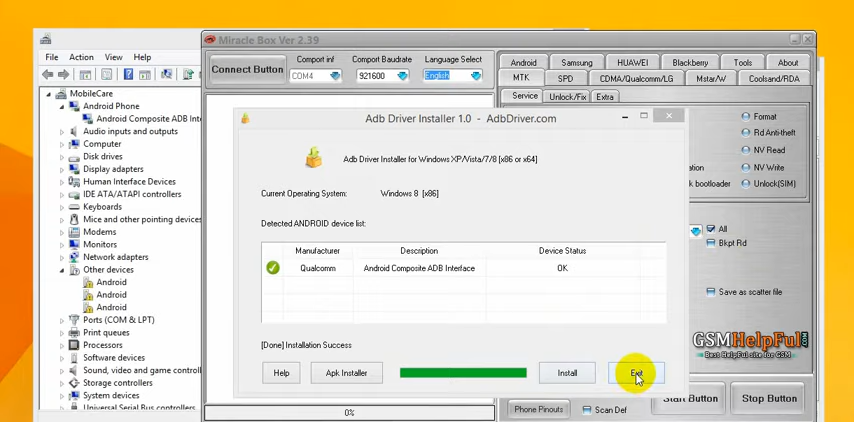 Miracle Box Ver 2.39
File Action View Help
MobileCare
Android Phone
Android Composite ADB Inte
Audio inputs and outputs
Computer
Disk drives
Display adapters
Human Interface Devices
IDE ATA/ATAPI controllers
Keyboards
Mice and other pointing devices
Modems
Monitors
Network adapters
Other devices
Android
Android
Android
Ports (COM & LPT)
Print queues
Processors
Software devices
Sound, video and game
Storage controllers
System devices
Universal Serial Bus controllers
Connect Button
Comport inf
COM4
Comport Baudrate
921600
Language Select
English
Android Samsung HUAWEI Blackberry Tools About
MTK SPD CDMA/Qualcomm/LG Mstar/W Coolsand/RDA
Service Unlock/Fix Extra
Format
Rd Anti-theft
NV Read
NV Write
k bootloader
Unlock(SIM)
All
Bkpt Rd
Save as scatter file
Adb Driver Installer 1.0 - AdbDriver.com
Adb Driver Installer for Windows XP/Vista/7/8 [x86 or x64]
Current Operating System: Windows 8 [x86]
Detected ANDROID device list:
Manufacturer Description Device Status
Qualcomm Android Composite ADB Interface OK
[Done] Installation Success
Help Apk Installer Install Exit
GSMHelpFul
Best HelpFul site for GSM
Start Button Stop Button
Phone Pinouts Scan Def
0%